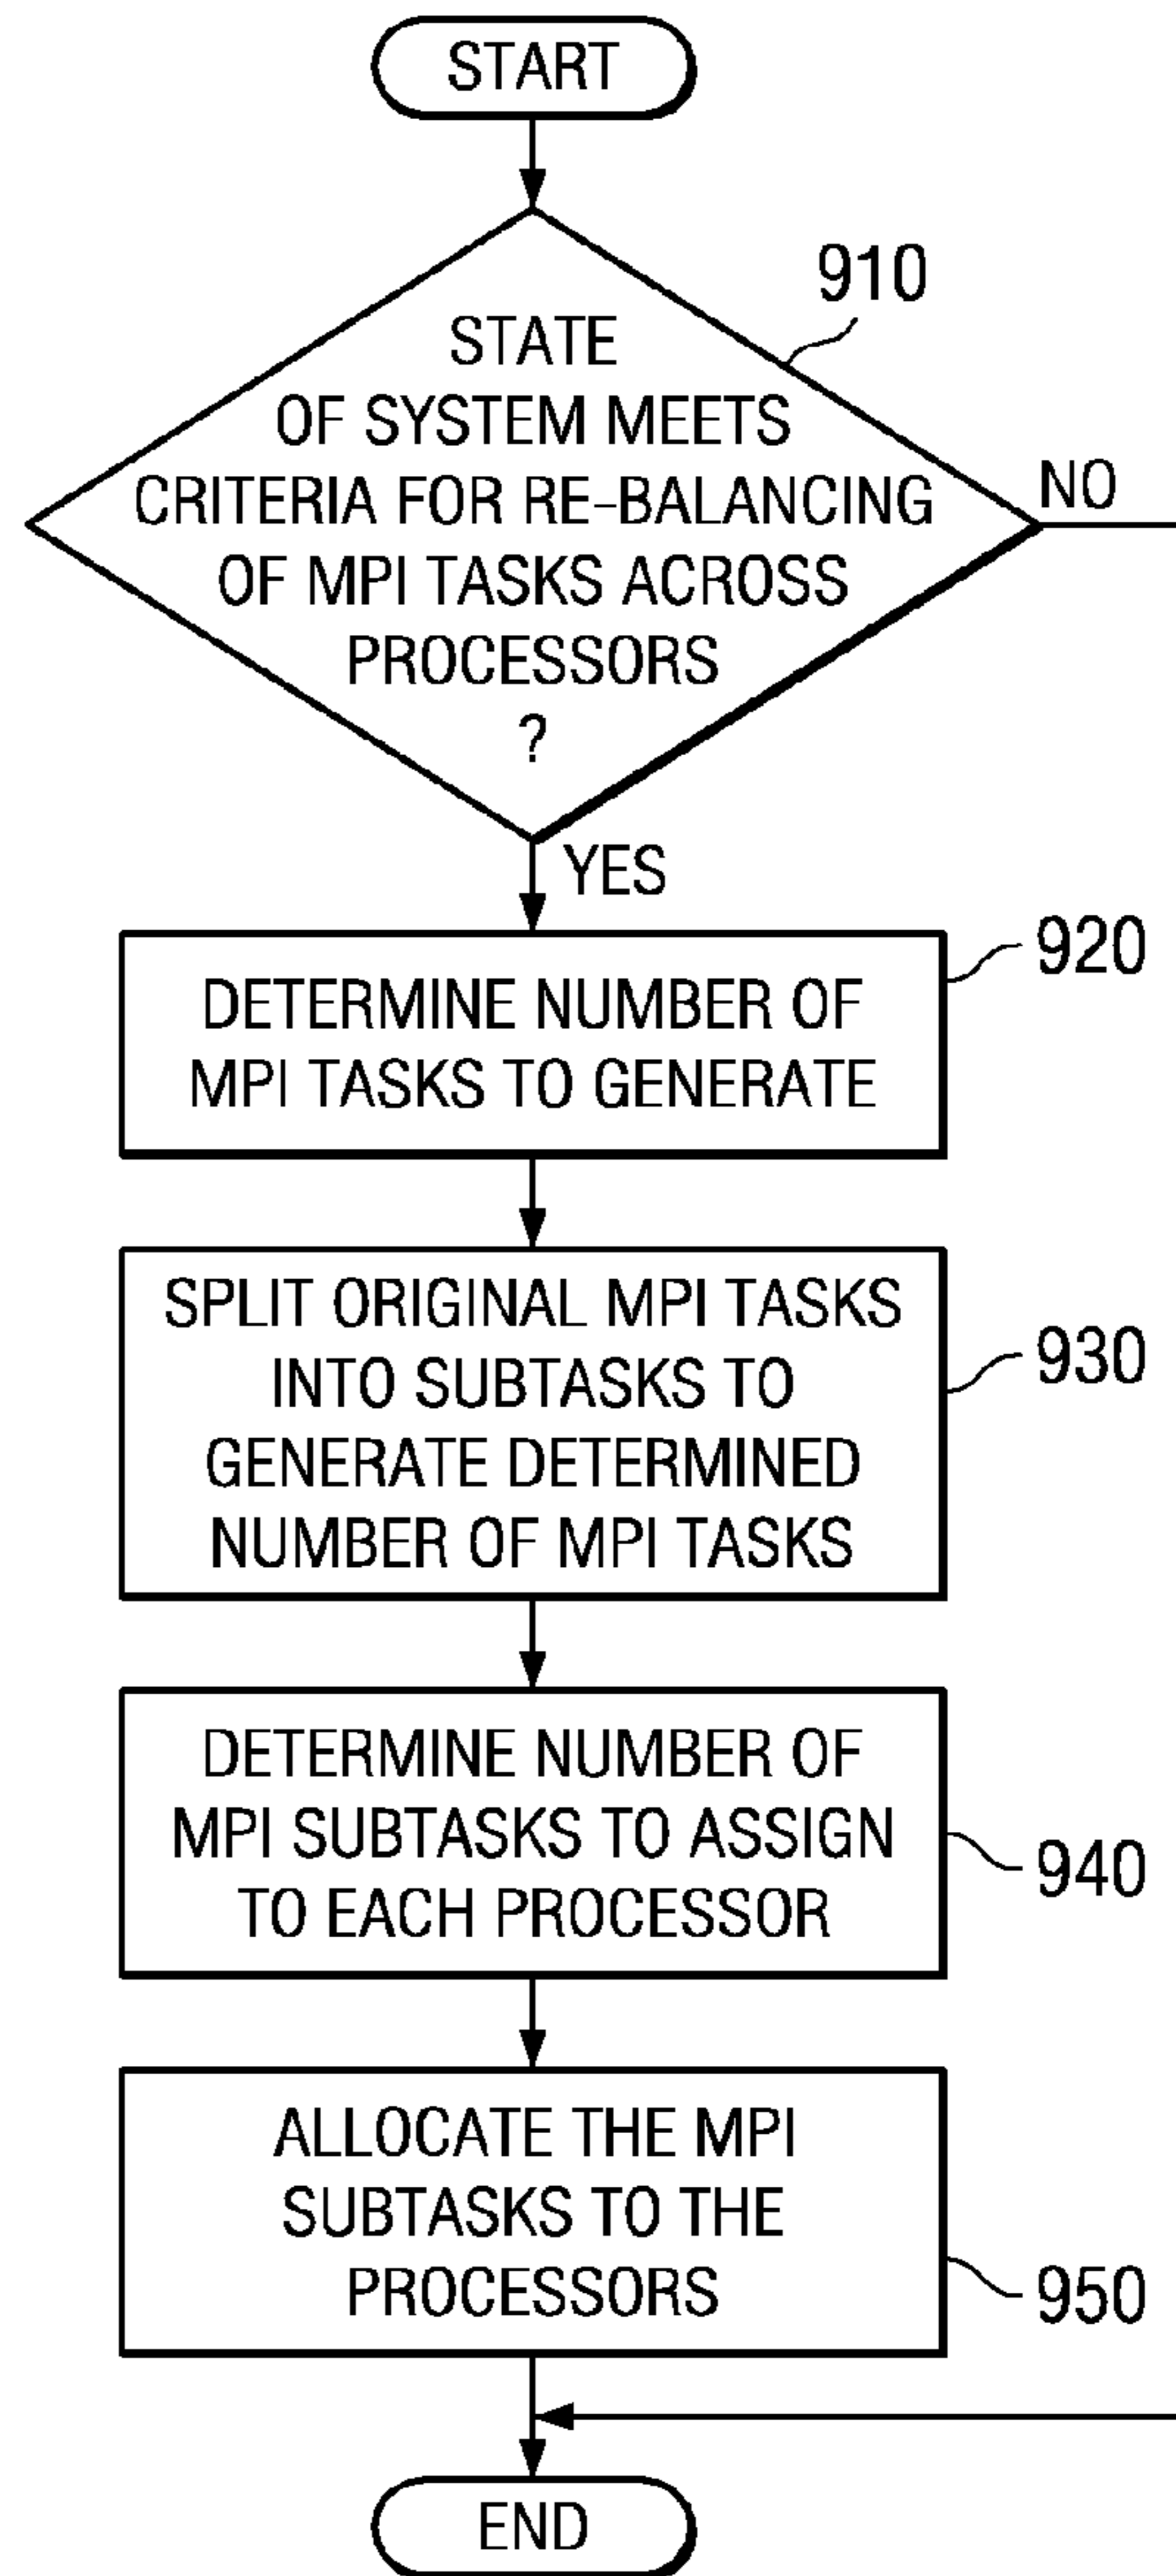 START
910
STATE
OF SYSTEM MEETS
CRITERIA FOR RE-BALANCING
OF MPI TASKS ACROSS
PROCESSORS
?
NO
YES
920
DETERMINE NUMBER OF
MPI TASKS TO GENERATE
SPLIT ORIGINAL MPI TASKS
INTO SUBTASKS TO
GENERATE DETERMINED
NUMBER OF MPI TASKS
930
DETERMINE NUMBER OF
MPI SUBTASKS TO ASSIGN
TO EACH PROCESSOR
940
ALLOCATE THE MPI
SUBTASKS TO THE
PROCESSORS
950
END